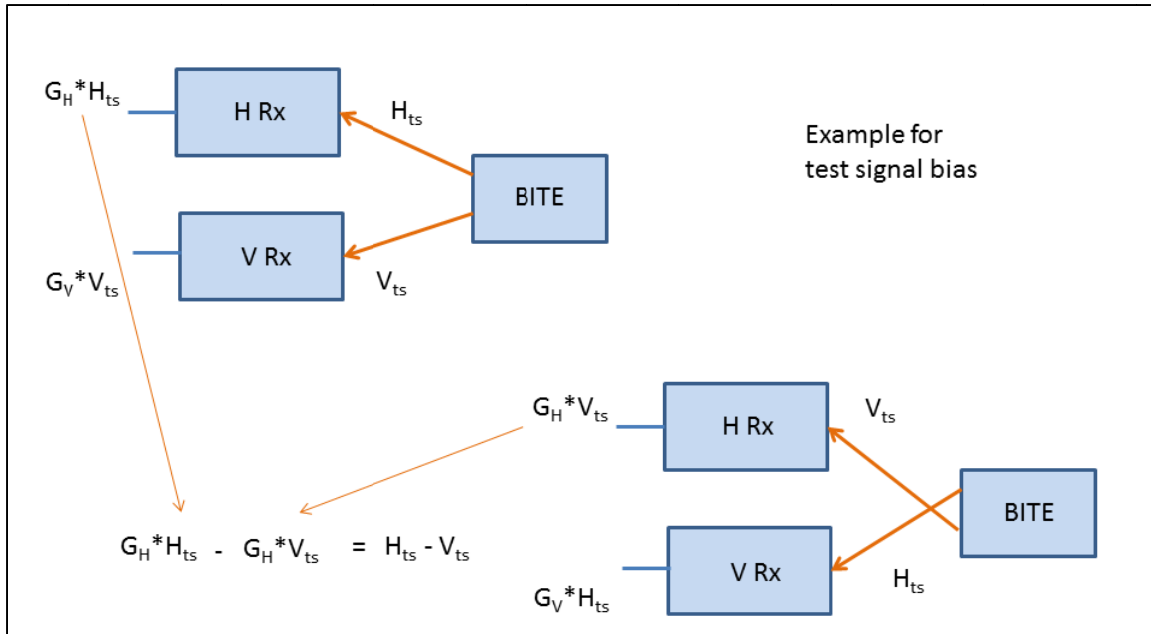 G_H*H_ts
H Rx
H_ts
Example for
test signal bias
BITE
V Rx
G_V*V_ts
V_ts
G_H*V_ts
H Rx
V_ts
BITE
G_H*H_ts - G_H*V_ts = H_ts - V_ts
V Rx
H_ts
G_V*H_ts